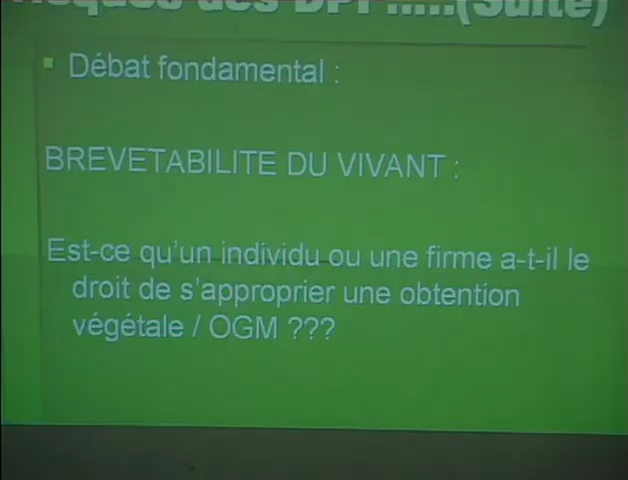 Risques des DPI !....(Suite)
Débat fondamental :
BREVETABILITE DU VIVANT :
Est-ce qu'un individu ou une firme a-t-il le
droit de s'approprier une obtention
végétale / OGM ???